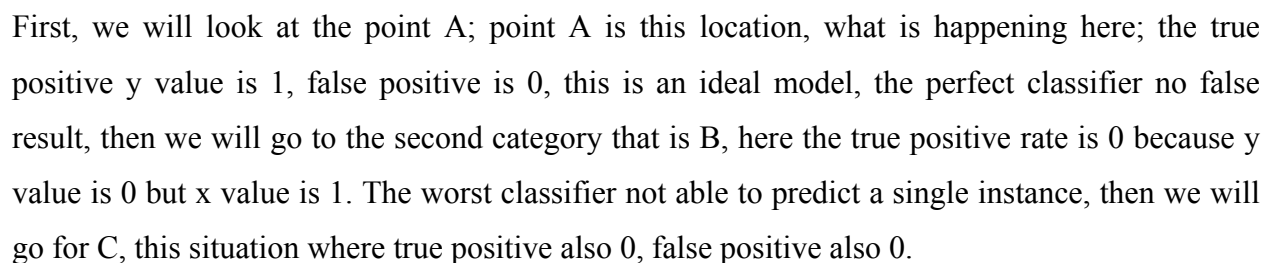 First, we will look at the point A; point A is this location, what is happening here; the true
positive y value is 1, false positive is 0, this is an ideal model, the perfect classifier no false
result, then we will go to the second category that is B, here the true positive rate is 0 because y
value is 0 but x value is 1. The worst classifier not able to predict a single instance, then we will
go for C, this situation where true positive also 0, false positive also 0.